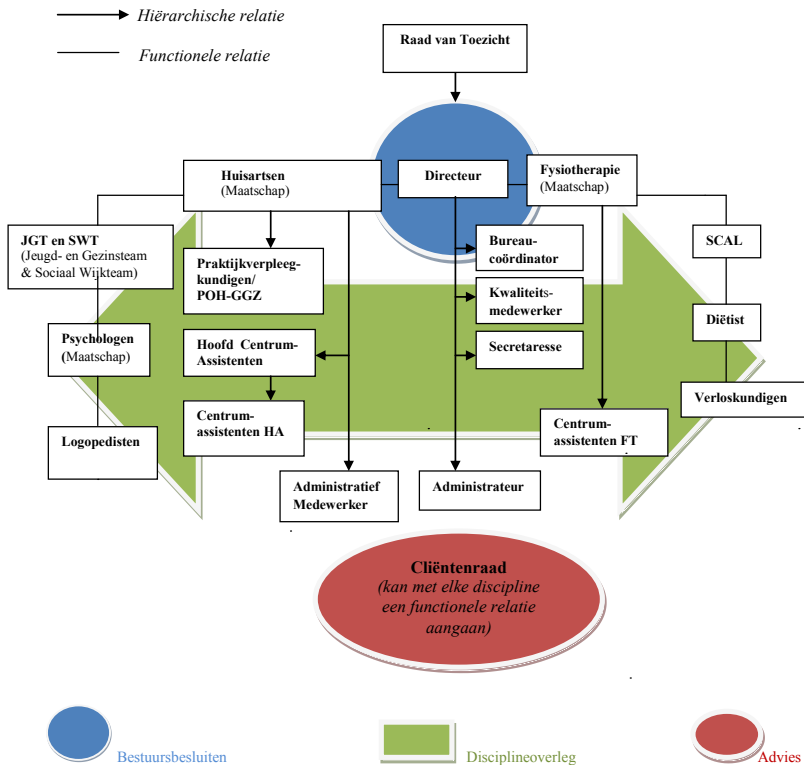 Hiërarchische relatie
Functionele relatie
Raad van Toezicht
Huisartsen
(Maatschap)
Directeur
Fysiotherapie
(Maatschap)
JGT en SWT
(Jeugd- en Gezinsteam
& Sociaal Wijkteam)
Praktijkverpleeg-
kundigen/
POH-GGZ
Bureau-
coördinator
SCAL
Kwaliteits-
medewerker
Psychologen
(Maatschap)
Hoofd Centrum-
Assistenten
Secretaresse
Diëtist
Verloskundigen
Logopedisten
Centrum-
assistenten HA
Centrum-
assistenten FT
Administratief
Medewerker
Administrateur
Cliëntenraad
(kan met elke discipline
een functionele relatie
aangaan)
Bestuursbesluiten
Disciplineoverleg
Advies